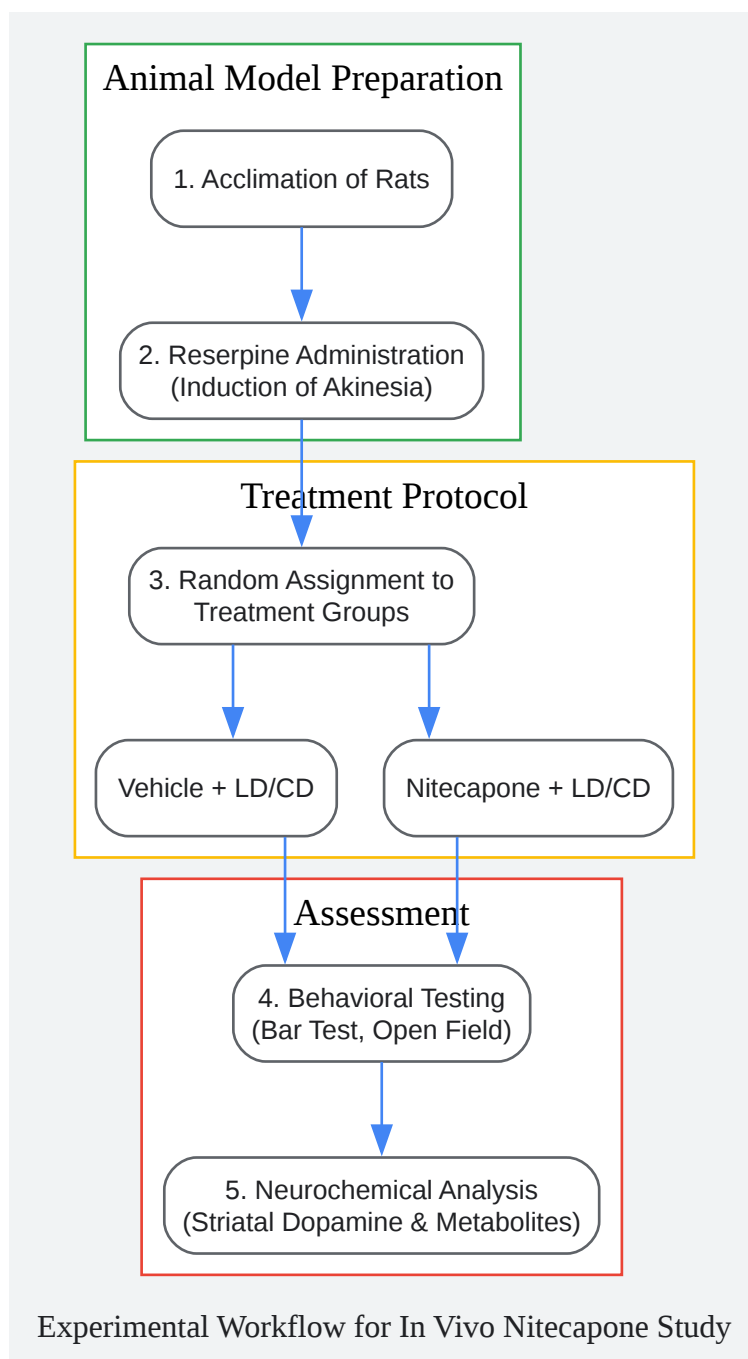 Animal Model Preparation
1. Acclimation of Rats
2. Reserpine Administration
(Induction of Akinesia)
Treatment Protocol
3. Random Assignment to
Treatment Groups
Vehicle + LD/CD
Nitecapone + LD/CD
Assessment
4. Behavioral Testing
(Bar Test, Open Field)
5. Neurochemical Analysis
(Striatal Dopamine & Metabolites)
Experimental Workflow for In Vivo Nitecapone Study